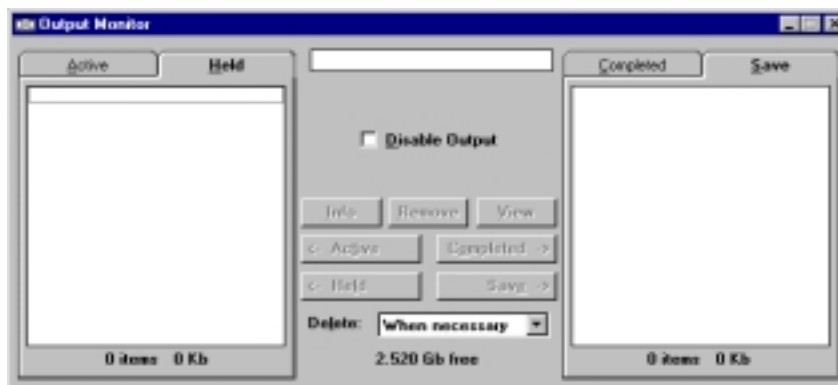 Output Monitor
Active Held
Completed Save
Disable Output
Info Remove View
<- Active Completed ->
<- Held Save ->
Delete: When necessary
0 items 0 Kb
2.520 Gb free
0 items 0 Kb